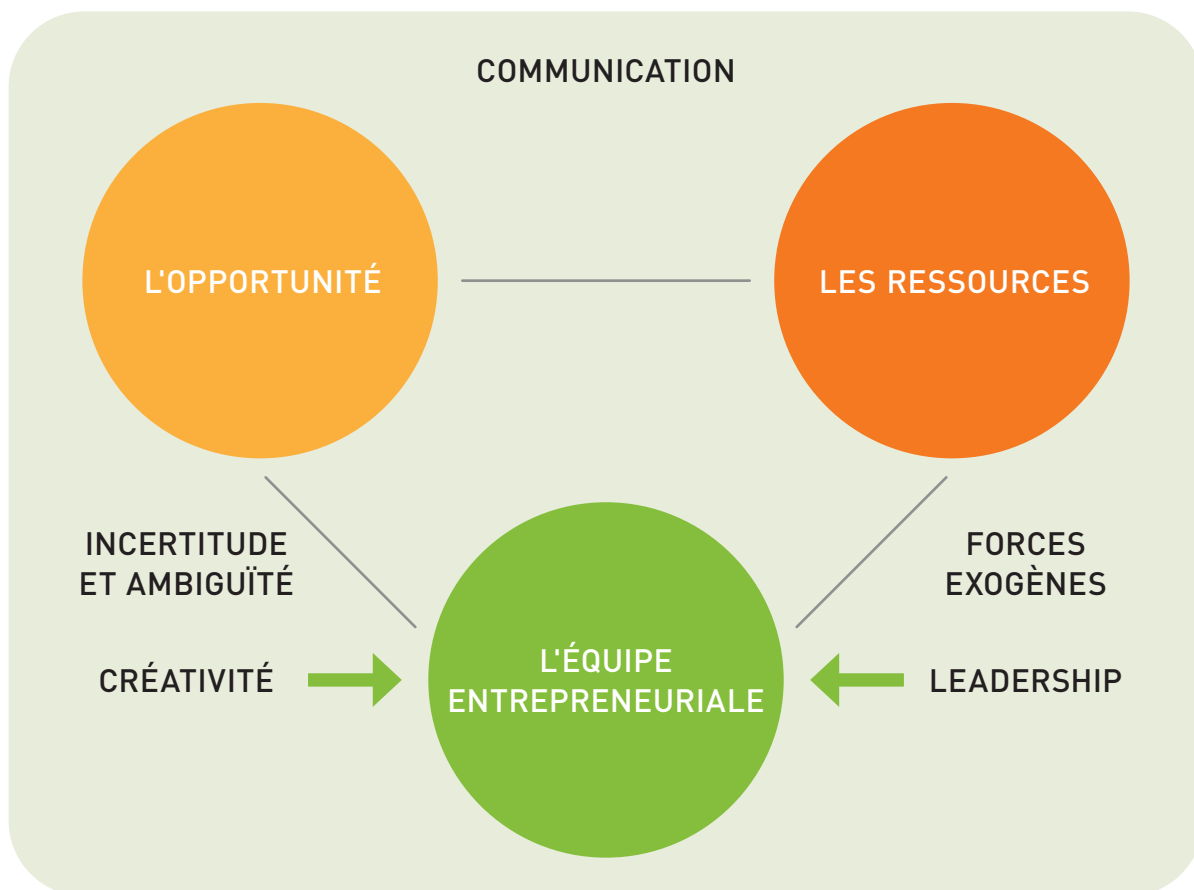 COMMUNICATION
L'OPPORTUNITÉ
LES RESSOURCES
INCERTITUDE
ET AMBIGUÏTÉ
FORCES
EXOGÈNES
CRÉATIVITÉ
L'ÉQUIPE
ENTREPRENEURIALE
LEADERSHIP